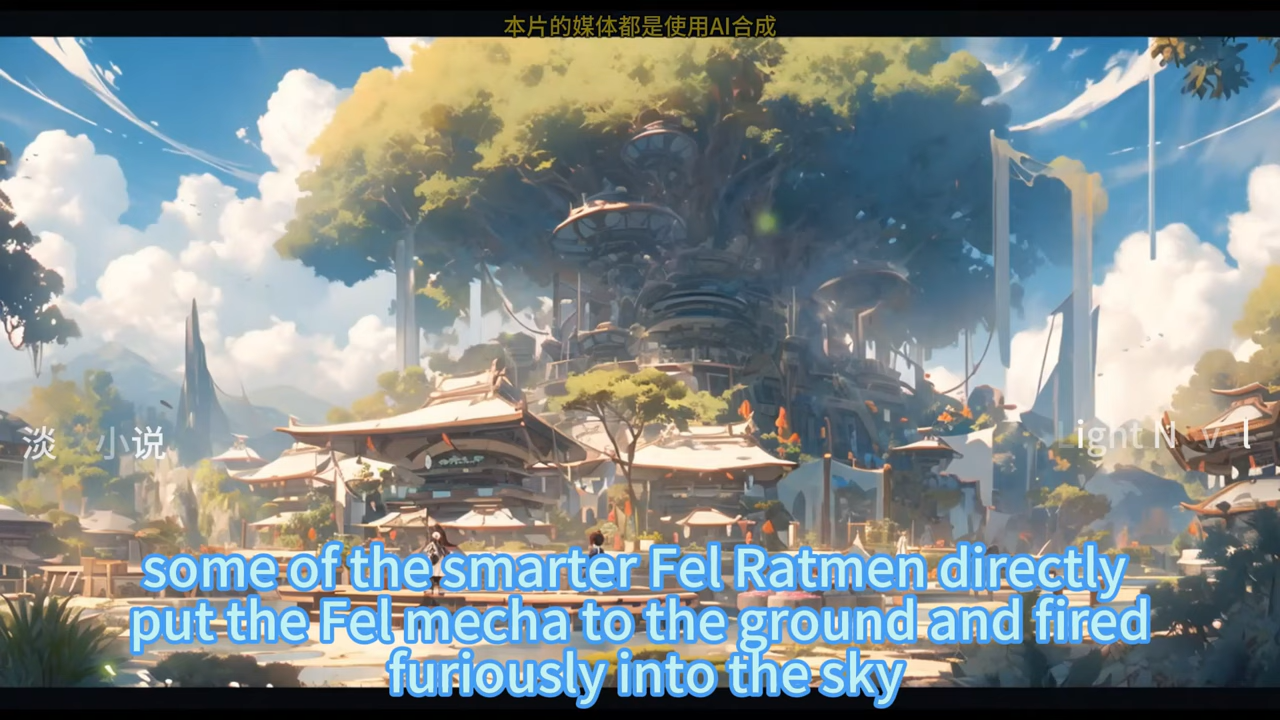 本片的媒体都是使用AI合成
淡 小说
ight N v l
some of the smarter Fel Ratmen directly
put the Fel mecha to the ground and fired
furiously into the sky